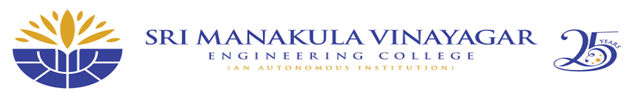 SRI MANAKULA VINAYAGAR
ENGINEERING COLLEGE
(AN AUTONOMOUS INSTITUTION)
25 YEARS